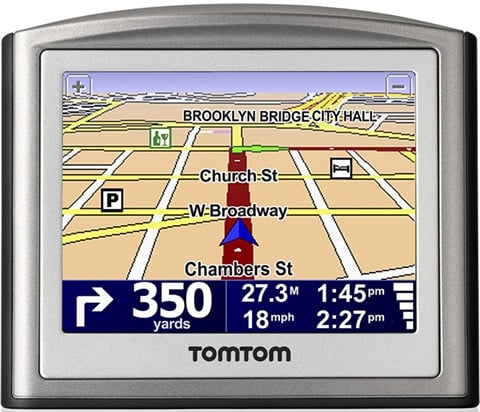 + −
BROOKLYN BRIDGE-CITY HALL
Church St
P
W Broadway
Chambers St
350 yards
27.3M 1:45pm
18mph 2:27pm
TOMTOM